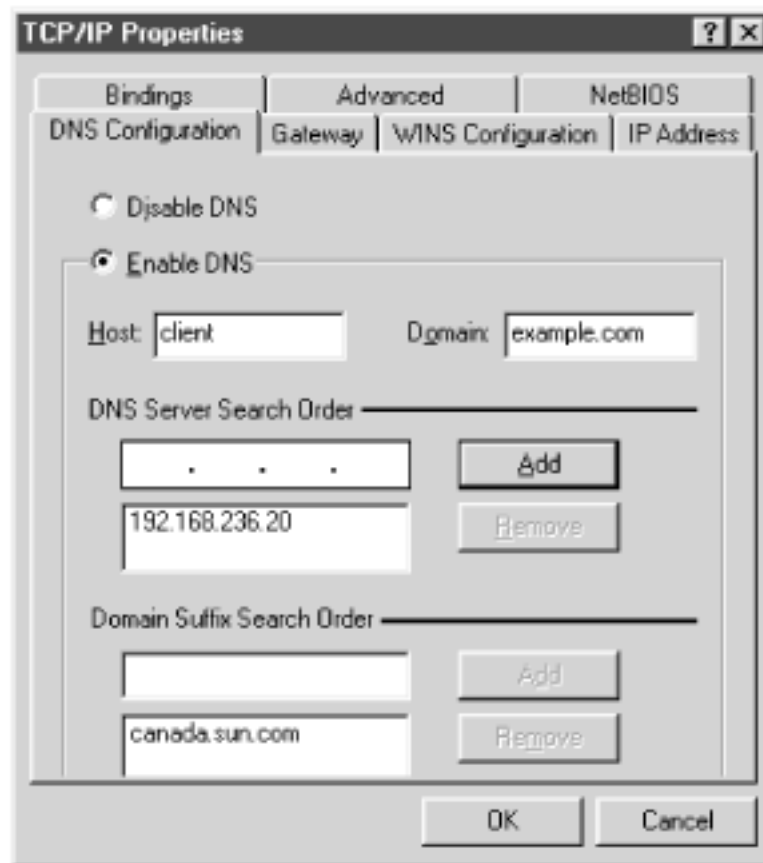 TCP/IP Properties ? X
Bindings Advanced NetBIOS
DNS Configuration Gateway WINS Configuration IP Address
Disable DNS
Enable DNS
Host: client Domain: example.com
DNS Server Search Order
. . . Add
192.168.236.20 Remove
Domain Suffix Search Order
Add
canada.sun.com Remove
OK Cancel